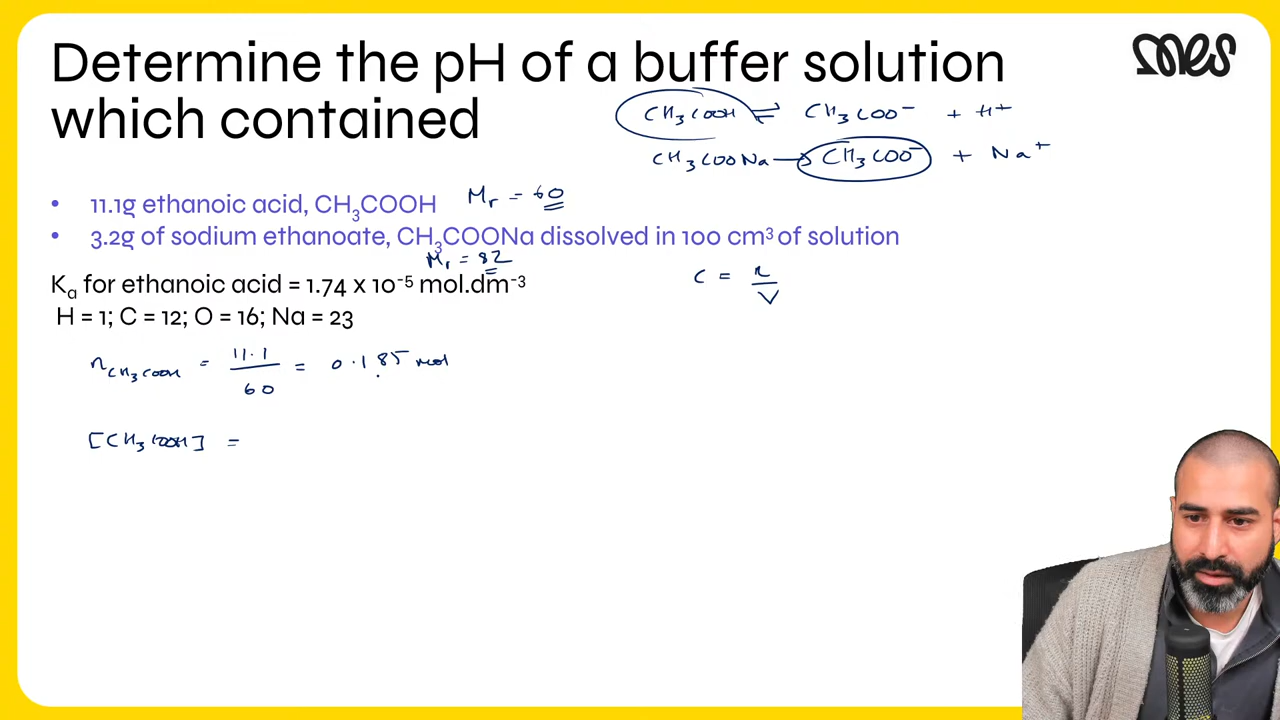 Determine the pH of a buffer solution
which contained
mes
CH₃COOH ⇌ CH₃COO⁻ + H⁺
CH₃COONa → CH₃COO⁻ + Na⁺
• 11.1g ethanoic acid, CH₃COOH Mᵣ = 60
• 3.2g of sodium ethanoate, CH₃COONa dissolved in 100 cm³ of solution
Mᵣ = 82
Kₐ for ethanoic acid = 1.74 x 10⁻⁵ mol.dm⁻³
c = n/V
H = 1; C = 12; O = 16; Na = 23
n CH₃COOH = 11.1/60 = 0.185 mol
[CH₃COOH] =